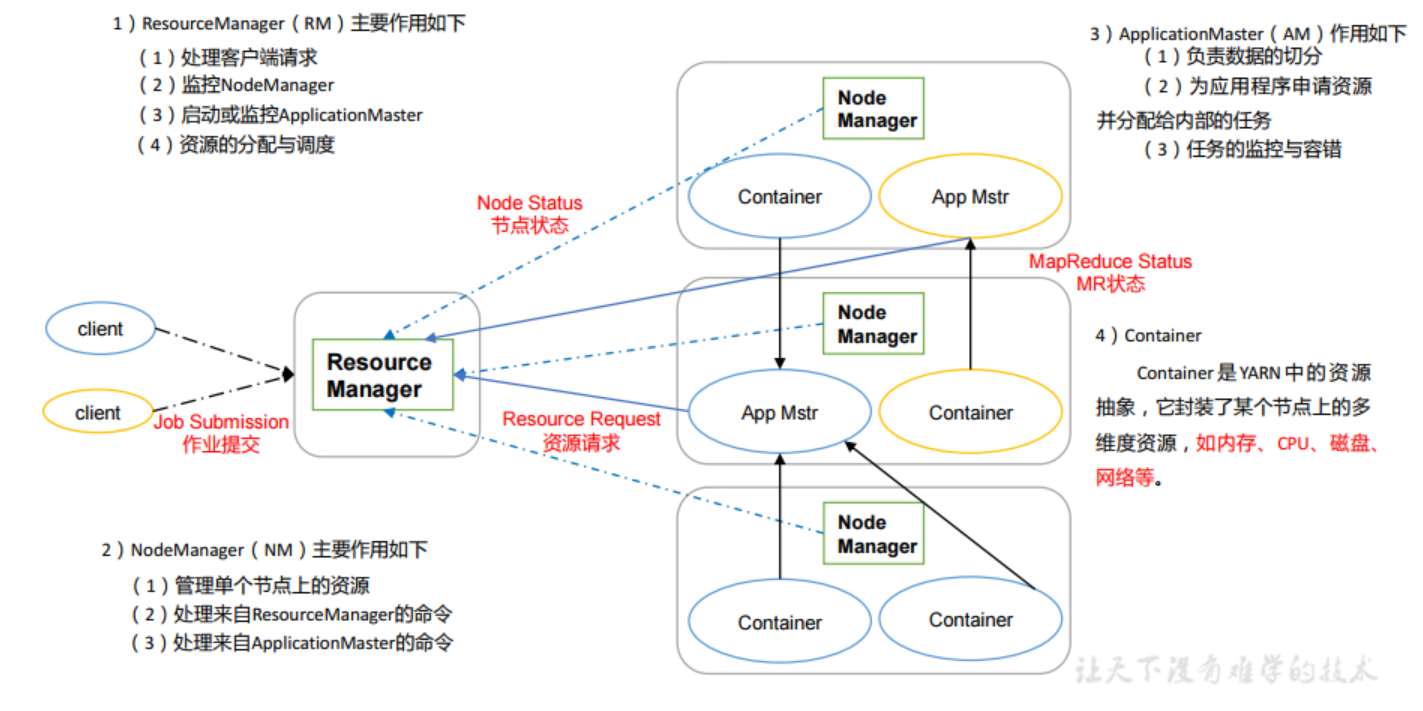 1）ResourceManager（RM）主要作用如下
（1）处理客户端请求
（2）监控NodeManager
（3）启动或监控ApplicationMaster
（4）资源的分配与调度
3）ApplicationMaster（AM）作用如下
（1）负责数据的切分
（2）为应用程序申请资源
并分配给内部的任务
（3）任务的监控与容错
Node
Manager
Container
App Mstr
Node Status
节点状态
MapReduce Status
MR状态
client
client
Job Submission
作业提交
Resource
Manager
Resource Request
资源请求
Node
Manager
App Mstr
Container
4）Container
Container 是 YARN 中的资源
抽象，它封装了某个节点上的多
维度资源，如内存、CPU、磁盘、
网络等。
Node
Manager
Container
Container
2）NodeManager（NM）主要作用如下
（1）管理单个节点上的资源
（2）处理来自ResourceManager的命令
（3）处理来自ApplicationMaster的命令
让天下没有难学的技术